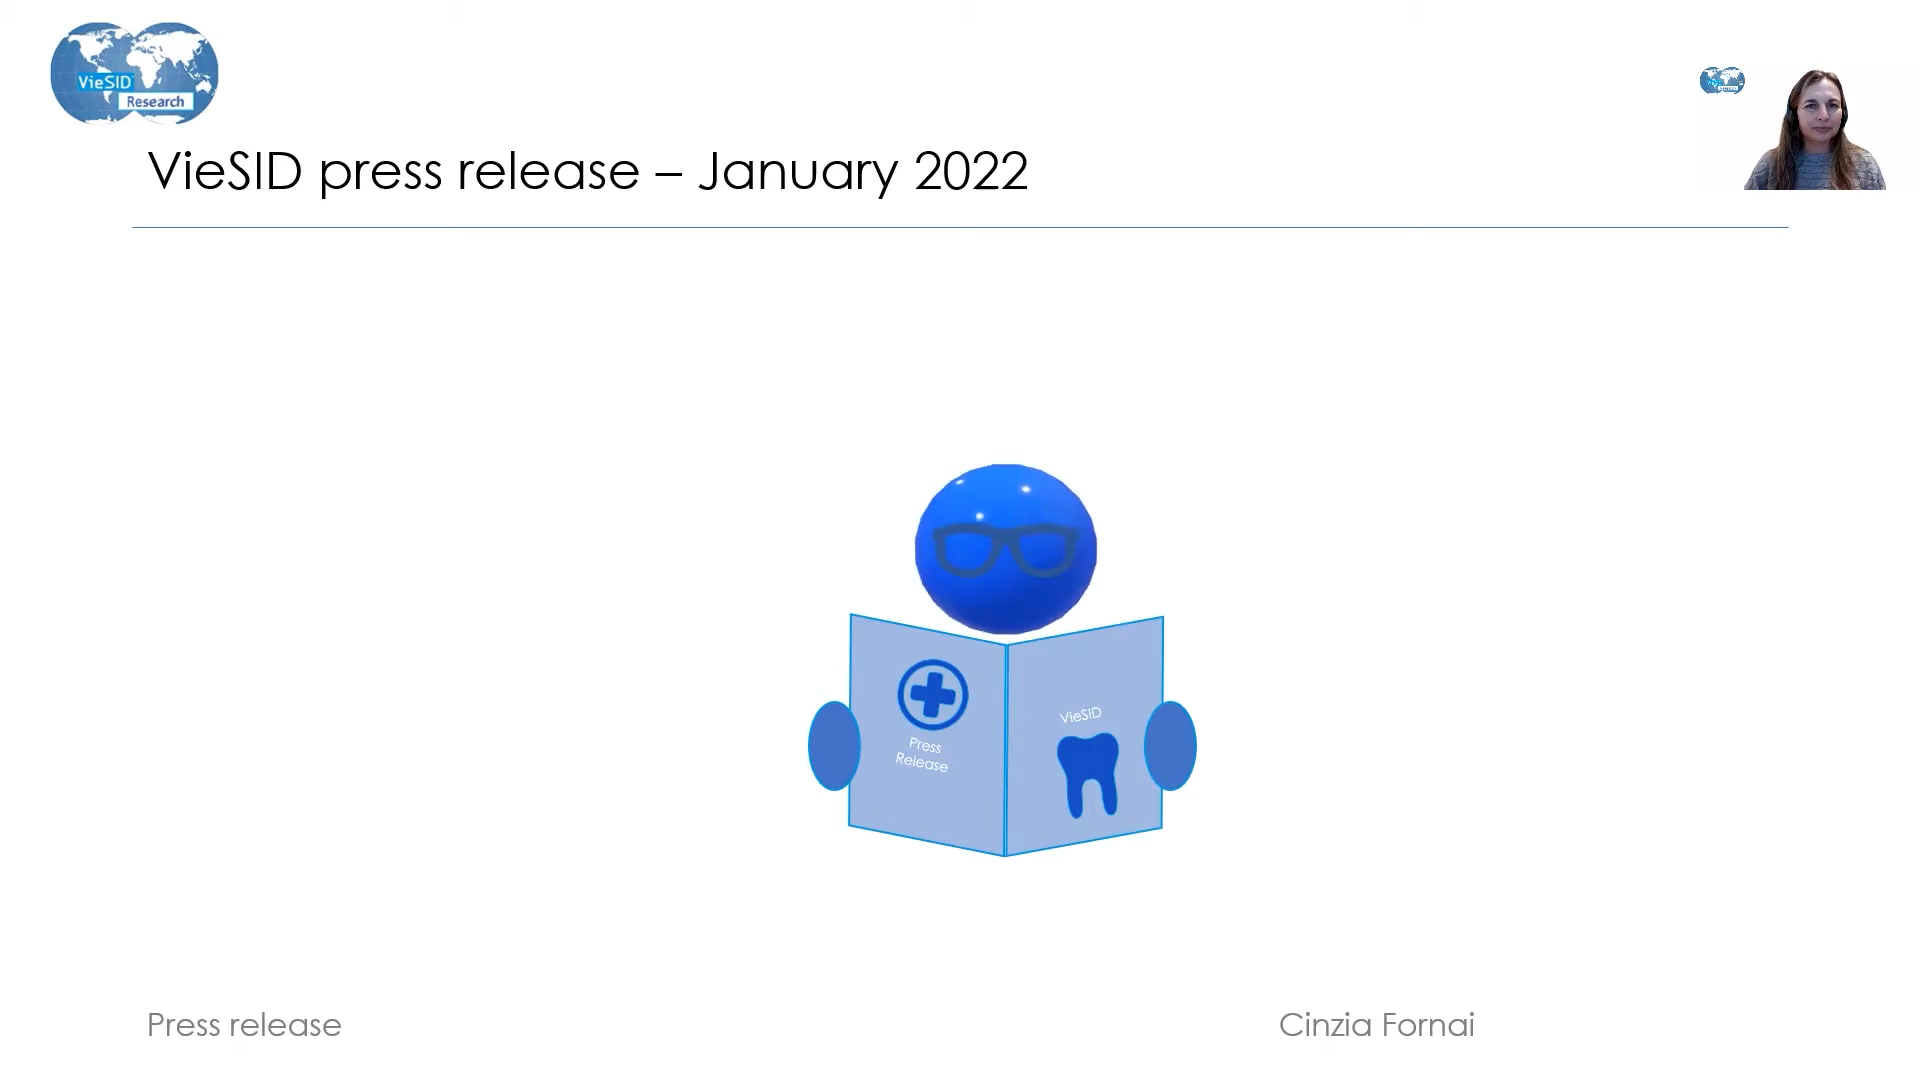 VieSID
Research
VieSID press release – January 2022
VieSID
Press
Release
Press release
Cinzia Fornai